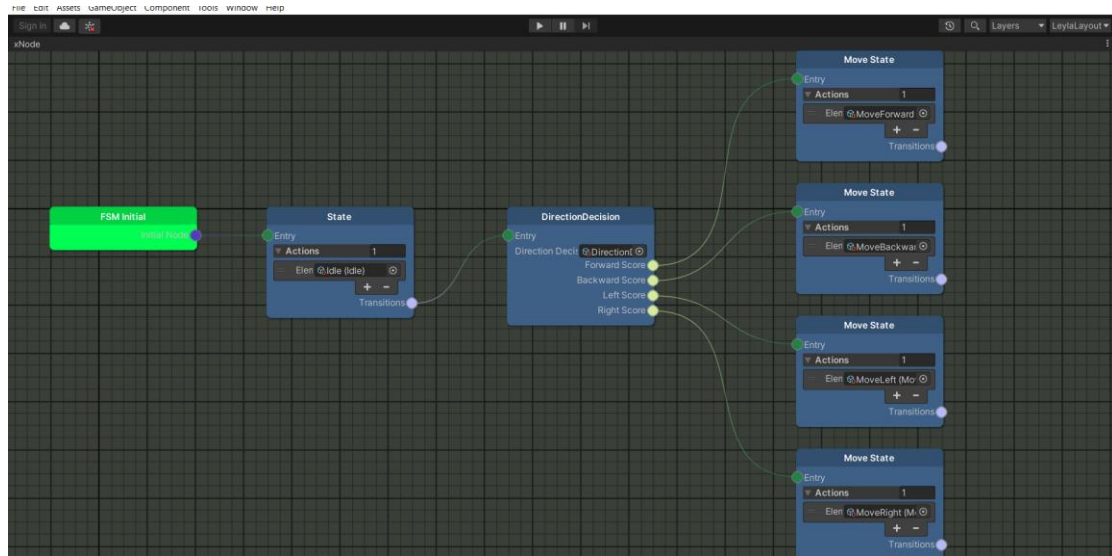 File Edit Assets GameObject Component Tools Window Help
Sign in Layers LeylaLayout
xNode
FSM Initial
Initial Node
State
Entry
Actions 1
Elen Idle (Idle)
+ -
Transitions
DirectionDecision
Entry
Direction Decis Direction
Forward Score
Backward Score
Left Score
Right Score
Move State
Entry
Actions 1
Elen MoveForward
+ -
Transitions
Move State
Entry
Actions 1
Elen MoveBackwar
+ -
Transitions
Move State
Entry
Actions 1
Elen MoveLeft (Mo
+ -
Transitions
Move State
Entry
Actions 1
Elen MoveRight (M
+ -
Transitions